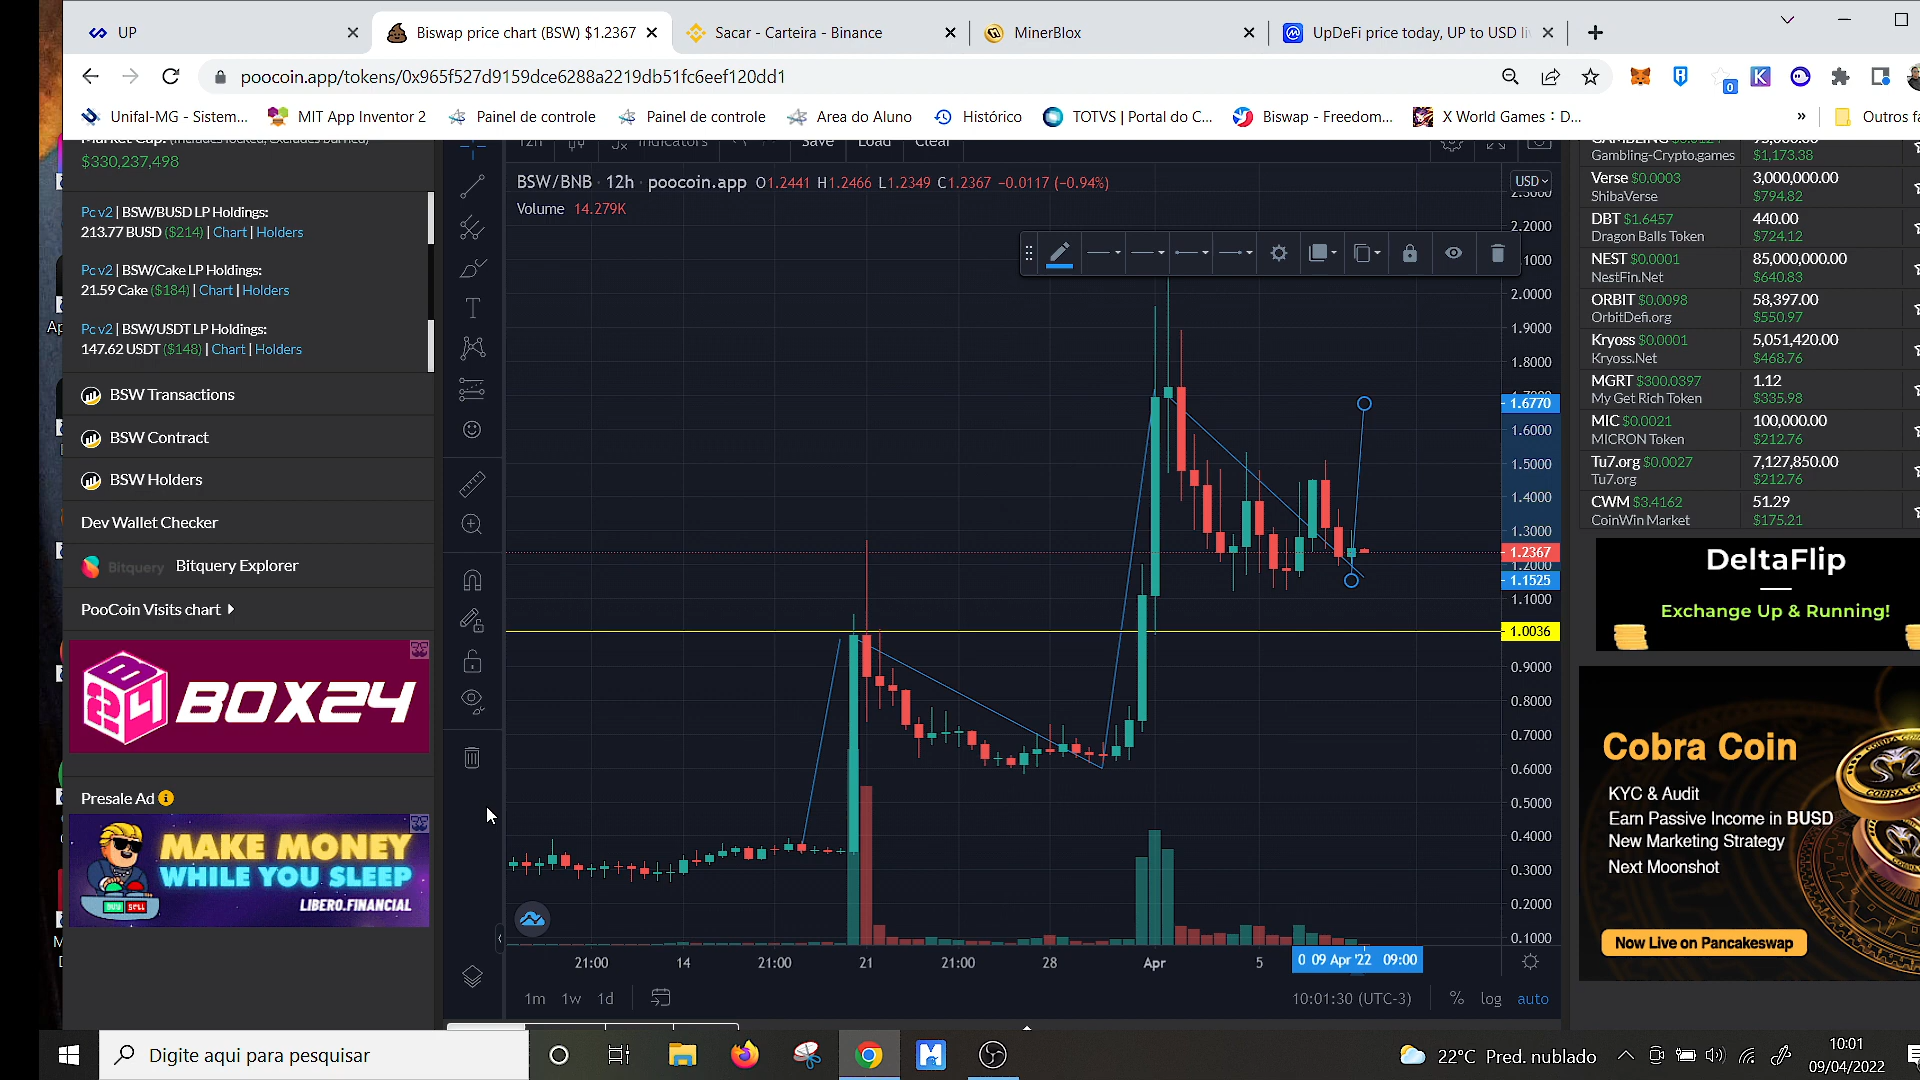 UP
Biswap price chart (BSW) $1.2367
Sacar - Carteira - Binance
MinerBlox
UpDeFi price today, UP to USD li
poocoin.app/tokens/0x965f527d9159dce6288a2219db51fc6eef120dd1
0
Unifal-MG - Sistem...
MIT App Inventor 2
Painel de controle
Painel de controle
Area do Aluno
Histórico
TOTVS | Portal do C...
Biswap - Freedom...
X World Games : D...
»
Outros fa
Market Cap: (Includes locked, excludes burned)
$330,237,498
Pc v2 | BSW/BUSD LP Holdings:
213.77 BUSD ($214) | Chart | Holders
Pc v2 | BSW/Cake LP Holdings:
21.59 Cake ($184) | Chart | Holders
Pc v2 | BSW/USDT LP Holdings:
147.62 USDT ($148) | Chart | Holders
BSW Transactions
BSW Contract
BSW Holders
Dev Wallet Checker
Bitquery Bitquery Explorer
PooCoin Visits chart
BOX24
Presale Ad
MAKE MONEY
WHILE YOU SLEEP
BUY SELL
LIBERO.FINANCIAL
12h
Indicators
Save
Load
Clear
BSW/BNB · 12h · poocoin.app O1.2441 H1.2466 L1.2349 C1.2367 −0.0117 (−0.94%)
Volume 14.279K
USD
2.3000
2.2000
2.1000
2.0000
1.9000
1.8000
1.7000
1.6770
1.6000
1.5000
1.4000
1.3000
1.2367
1.2000
1.1525
1.1000
1.0036
0.9000
0.8000
0.7000
0.6000
0.5000
0.4000
0.3000
0.2000
0.1000
21:00
14
21:00
21
21:00
28
Apr
5
0
09 Apr '22 09:00
1m
1w
1d
10:01:30 (UTC-3)
%
log
auto
Gambling-Crypto.games
$1,173.38
Verse $0.0003
3,000,000.00
ShibaVerse
$794.82
DBT $1.6457
440.00
Dragon Balls Token
$724.12
NEST $0.0001
85,000,000.00
NestFin.Net
$640.83
ORBIT $0.0098
58,397.00
OrbitDefi.org
$550.97
Kryoss $0.0001
5,051,420.00
Kryoss.Net
$468.76
MGRT $300.0397
1.12
My Get Rich Token
$335.98
MIC $0.0021
100,000.00
MICRON Token
$212.76
Tu7.org $0.0027
7,127,850.00
Tu7.org
$212.76
CWM $3.4162
51.29
CoinWin Market
$175.21
DeltaFlip
Exchange Up & Running!
Cobra Coin
KYC & Audit
Earn Passive Income in BUSD
New Marketing Strategy
Next Moonshot
Now Live on Pancakeswap
Digite aqui para pesquisar
22°C Pred. nublado
10:01
09/04/2022